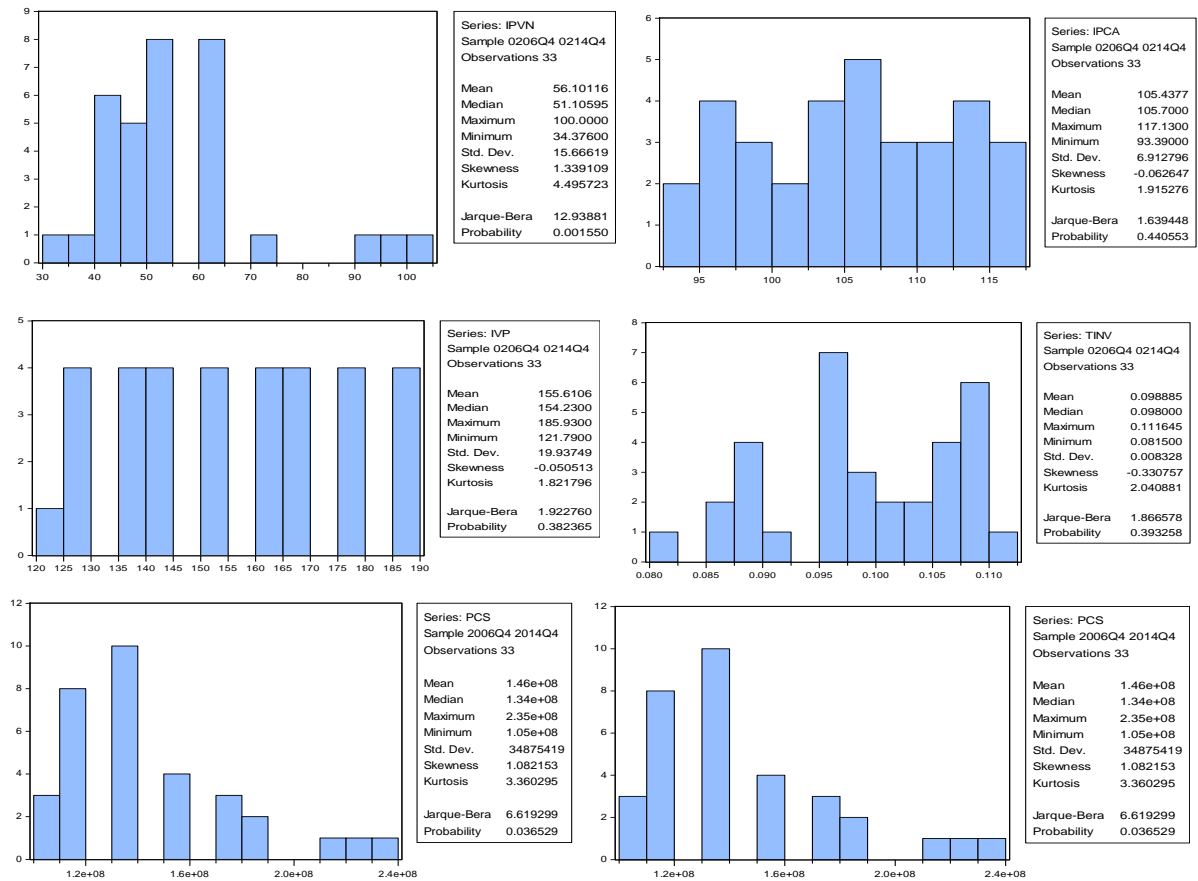 9
8
7
6
5
4
3
2
1
0
30 40 50 60 70 80 90 100
Series: IPVN
Sample 0206Q4 0214Q4
Observations 33
Mean 56.10116
Median 51.10595
Maximum 100.0000
Minimum 34.37600
Std. Dev. 15.66619
Skewness 1.339109
Kurtosis 4.495723
Jarque-Bera 12.93881
Probability 0.001550
6
5
4
3
2
1
0
95 100 105 110 115
Series: IPCA
Sample 0206Q4 0214Q4
Observations 33
Mean 105.4377
Median 105.7000
Maximum 117.1300
Minimum 93.39000
Std. Dev. 6.912796
Skewness -0.062647
Kurtosis 1.915276
Jarque-Bera 1.639448
Probability 0.440553
5
4
3
2
1
0
120 125 130 135 140 145 150 155 160 165 170 175 180 185 190
Series: IVP
Sample 0206Q4 0214Q4
Observations 33
Mean 155.6106
Median 154.2300
Maximum 185.9300
Minimum 121.7900
Std. Dev. 19.93749
Skewness -0.050513
Kurtosis 1.821796
Jarque-Bera 1.922760
Probability 0.382365
8
7
6
5
4
3
2
1
0
0.080 0.085 0.090 0.095 0.100 0.105 0.110
Series: TINV
Sample 0206Q4 0214Q4
Observations 33
Mean 0.098885
Median 0.098000
Maximum 0.111645
Minimum 0.081500
Std. Dev. 0.008328
Skewness -0.330757
Kurtosis 2.040881
Jarque-Bera 1.866578
Probability 0.393258
12
10
8
6
4
2
0
1.2e+08 1.6e+08 2.0e+08 2.4e+08
Series: PCS
Sample 2006Q4 2014Q4
Observations 33
Mean 1.46e+08
Median 1.34e+08
Maximum 2.35e+08
Minimum 1.05e+08
Std. Dev. 34875419
Skewness 1.082153
Kurtosis 3.360295
Jarque-Bera 6.619299
Probability 0.036529
12
10
8
6
4
2
0
1.2e+08 1.6e+08 2.0e+08 2.4e+08
Series: PCS
Sample 2006Q4 2014Q4
Observations 33
Mean 1.46e+08
Median 1.34e+08
Maximum 2.35e+08
Minimum 1.05e+08
Std. Dev. 34875419
Skewness 1.082153
Kurtosis 3.360295
Jarque-Bera 6.619299
Probability 0.036529